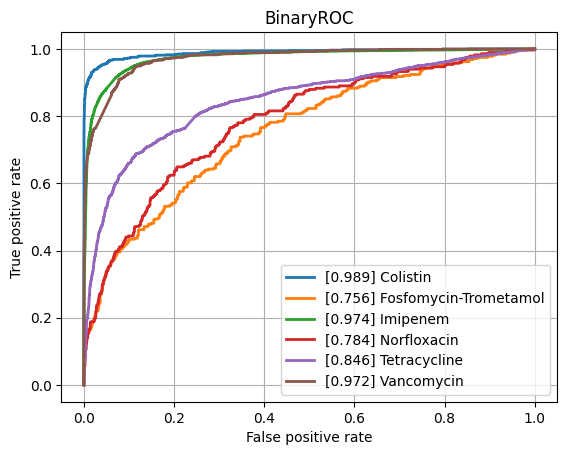 BinaryROC
True positive rate
1.0
0.8
0.6
0.4
0.2
0.0
[0.989] Colistin
[0.756] Fosfomycin-Trometamol
[0.974] Imipenem
[0.784] Norfloxacin
[0.846] Tetracycline
[0.972] Vancomycin
0.0 0.2 0.4 0.6 0.8 1.0
False positive rate